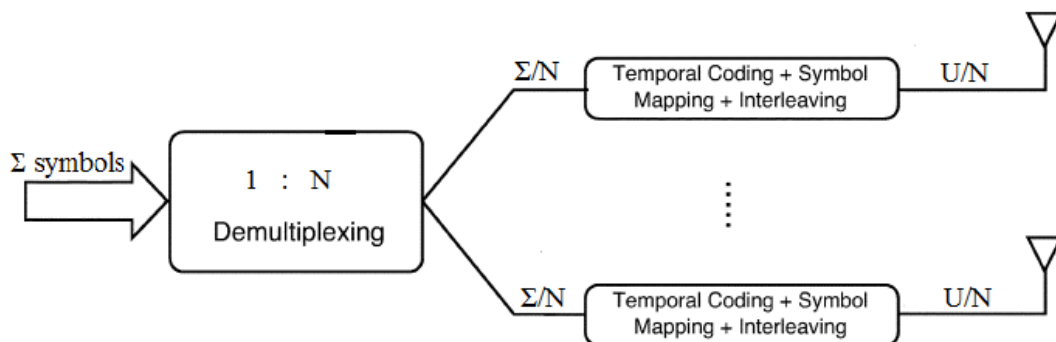 Σ symbols
1 : N
Demultiplexing
Σ/N
Temporal Coding + Symbol
Mapping + Interleaving
U/N
Σ/N
Temporal Coding + Symbol
Mapping + Interleaving
U/N